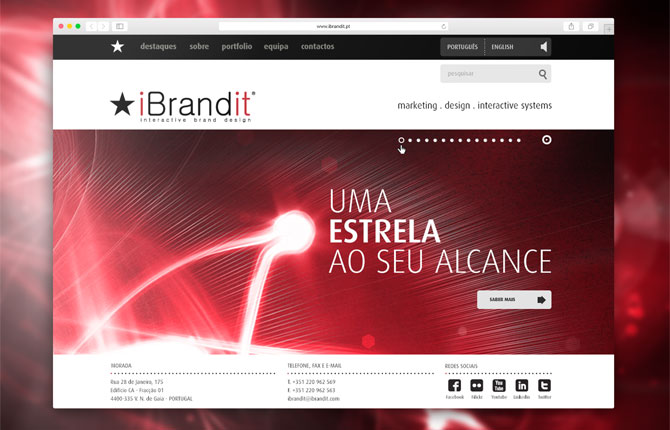 www.ibrandit.pt
destaques sobre portfolio equipa contactos
PORTUGUÊS ENGLISH
pesquisar
iBrandit®
interactive brand design
marketing . design . interactive systems
UMA
ESTRELA
AO SEU ALCANCE
SABER MAIS
MORADA
Rua 28 de Janeiro, 175
Edifício CA - Fracção 01
4400-335 V. N. de Gaia - PORTUGAL
TELEFONE, FAX E E-MAIL
T. +351 220 962 569
F. +351 220 962 563
ibrandit@ibrandit.com
REDES SOCIAIS
You
Tube
Facebook Flickr Youtube Linkedin Twitter